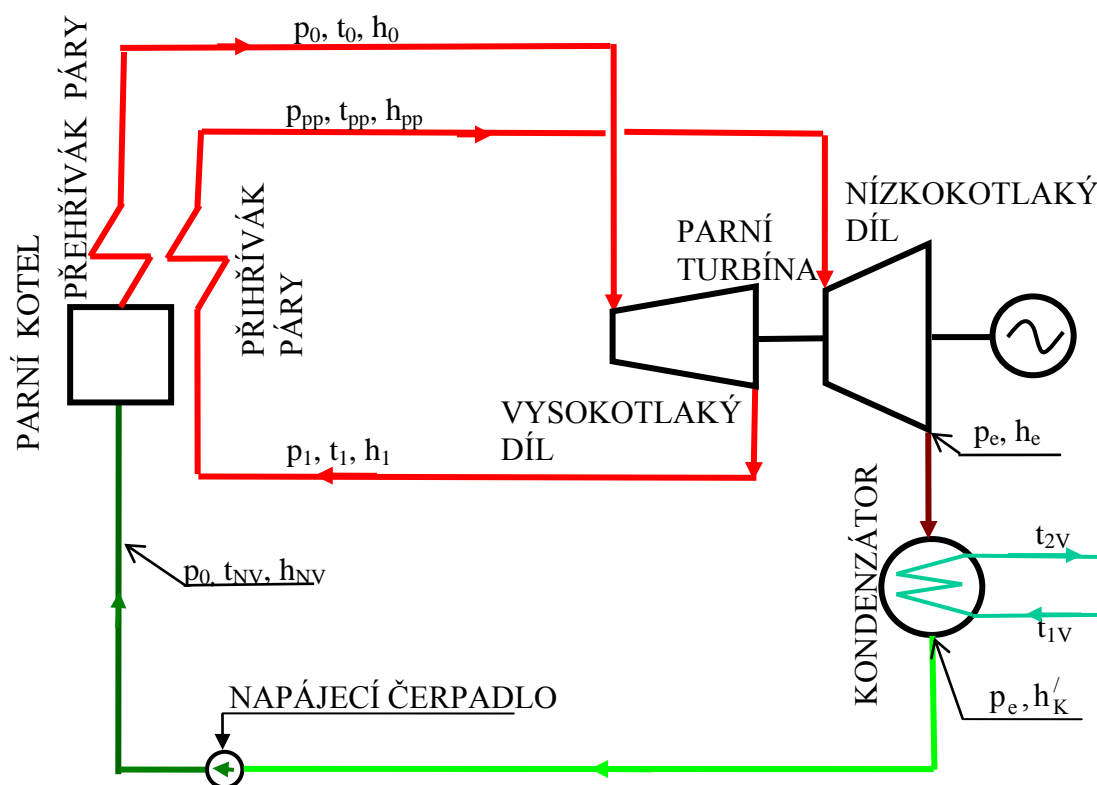 p₀, t₀, h₀
pₚₚ, tₚₚ, hₚₚ
PŘEHŘÍVÁK PÁRY
PŘIHŘÍVÁK
PÁRY
PARNÍ KOTEL
NÍZKOKOTLAKÝ
DÍL
PARNÍ
TURBÍNA
VYSOKOTLAKÝ
DÍL
p₁, t₁, h₁
pₑ, hₑ
KONDENZÁTOR
t₂V
t₁V
p₀, tNV, hNV
pₑ, h′K
NAPÁJECÍ ČERPADLO